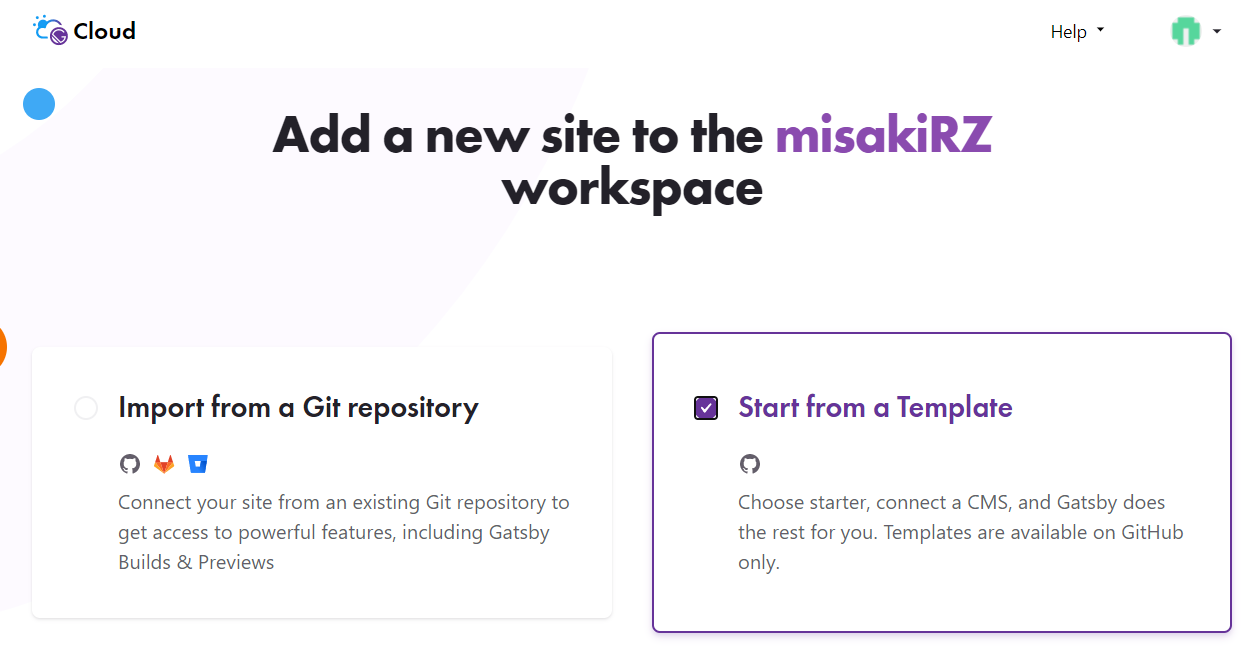 Cloud
Help
Add a new site to the misakiRZ
workspace
Import from a Git repository
Connect your site from an existing Git repository to
get access to powerful features, including Gatsby
Builds & Previews
Start from a Template
Choose starter, connect a CMS, and Gatsby does
the rest for you. Templates are available on GitHub
only.